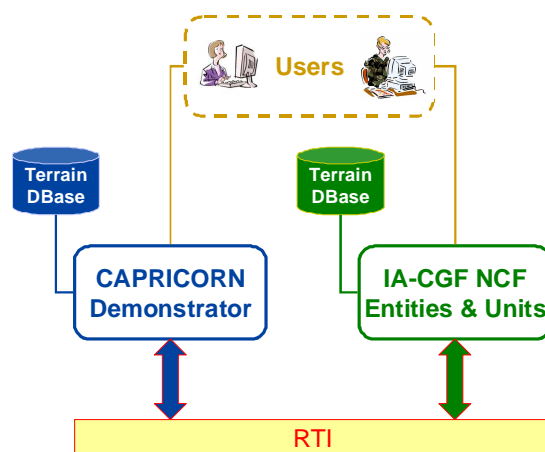 Users
Terrain
DBase
Terrain
DBase
CAPRICORN
Demonstrator
IA-CGF NCF
Entities & Units
RTI